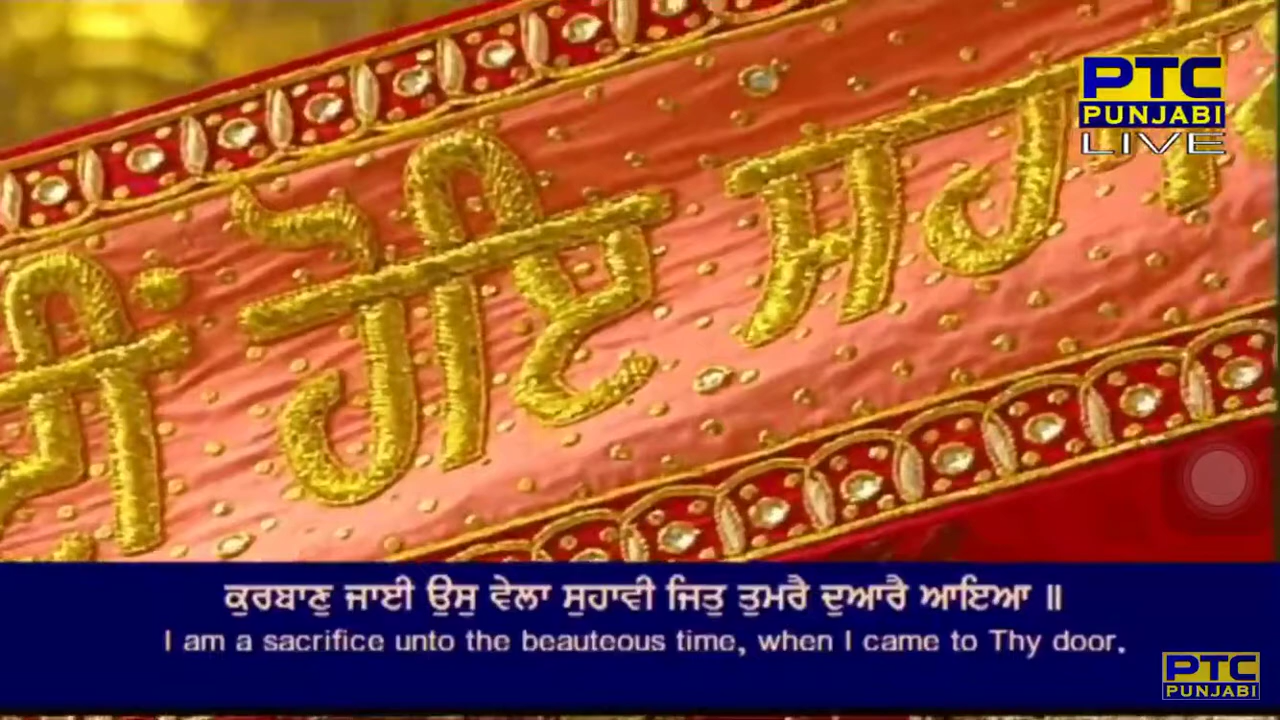 PTC
PUNJABI
LIVE
ਹੋਇ ਸਹਾਈ
ਕੁਰਬਾਣੁ ਜਾਈ ਉਸੁ ਵੇਲਾ ਸੁਹਾਵੀ ਜਿਤੁ ਤੁਮਰੈ ਦੁਆਰੈ ਆਇਆ ॥
I am a sacrifice unto the beauteous time, when I came to Thy door.
PTC
PUNJABI